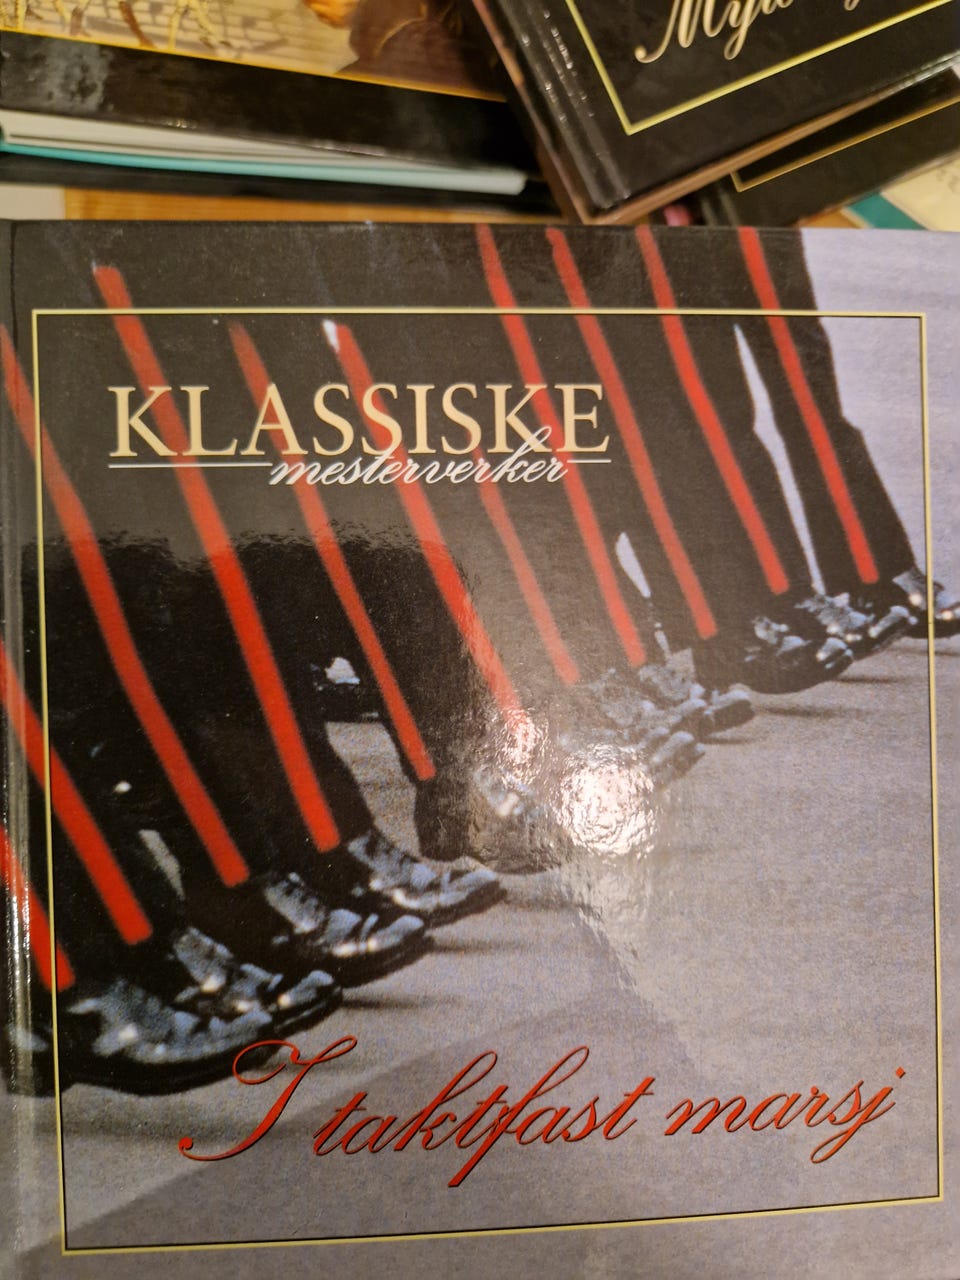 KLASSISKE
mesterverker
I taktfast marsj